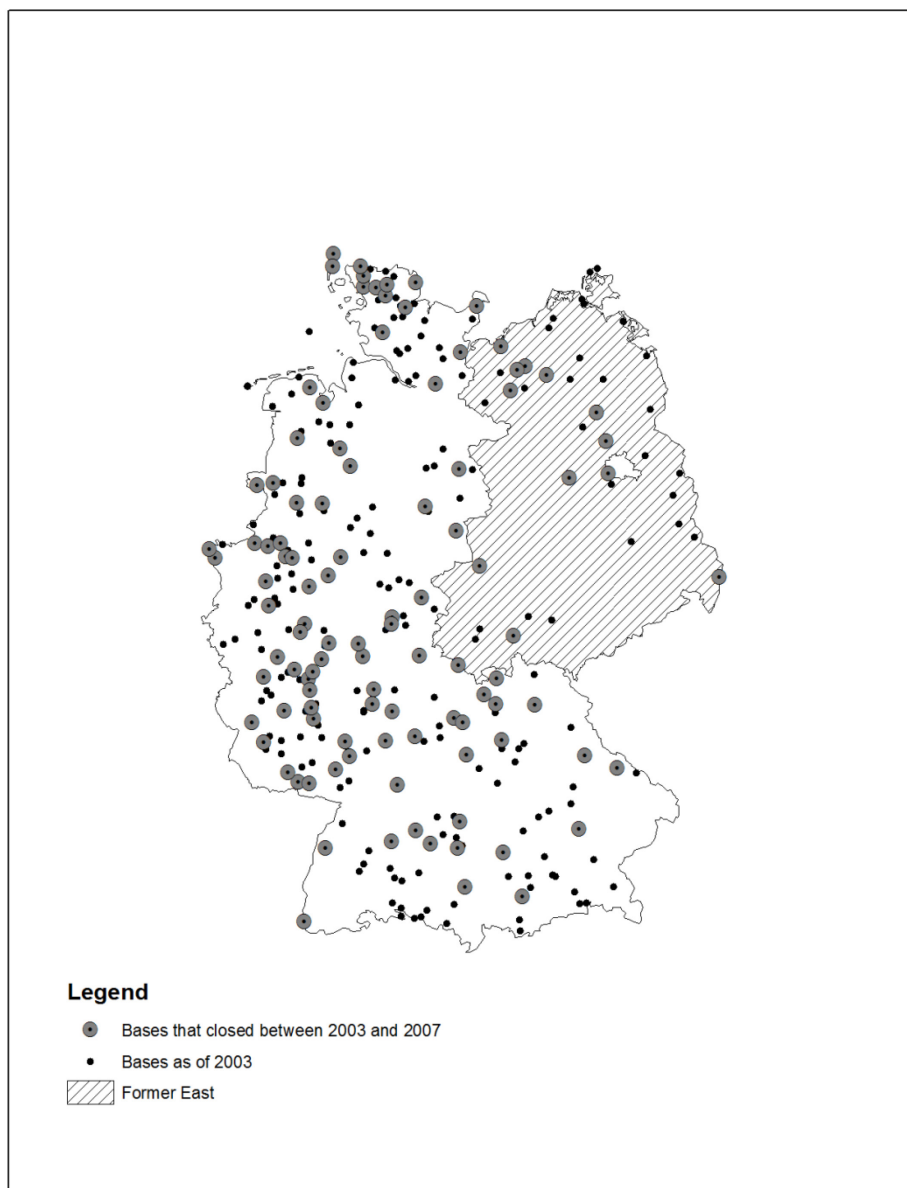 Legend
Bases that closed between 2003 and 2007
Bases as of 2003
Former East